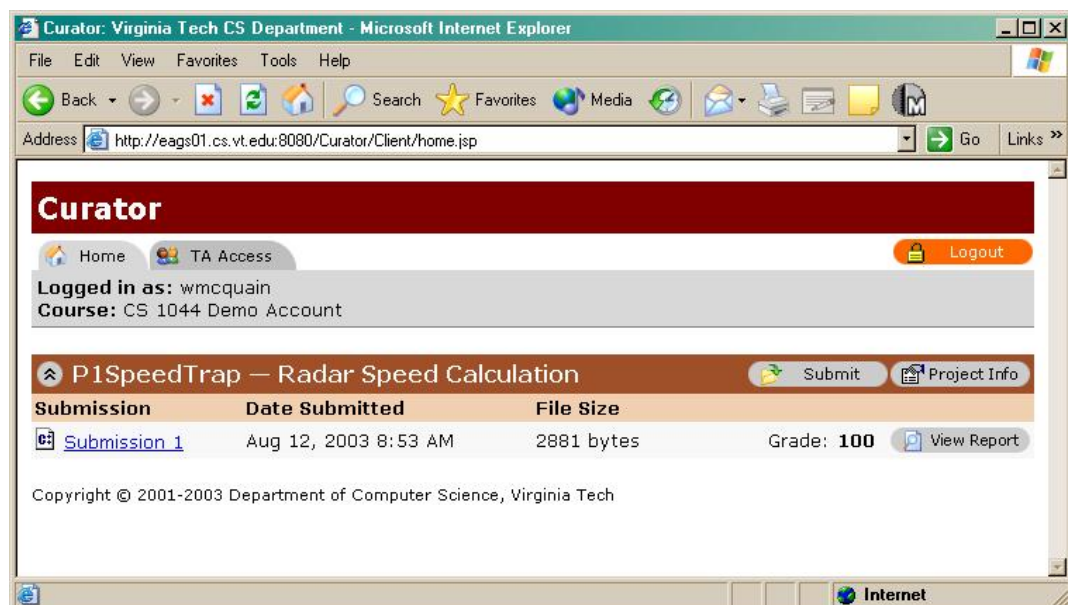 Curator: Virginia Tech CS Department - Microsoft Internet Explorer
File Edit View Favorites Tools Help
Back Search Favorites Media
Address http://eags01.cs.vt.edu:8080/Curator/Client/home.jsp Go Links »
Curator
Home TA Access Logout
Logged in as: wmcquain
Course: CS 1044 Demo Account
P1SpeedTrap — Radar Speed Calculation Submit Project Info
Submission Date Submitted File Size
Submission 1 Aug 12, 2003 8:53 AM 2881 bytes Grade: 100 View Report
Copyright © 2001-2003 Department of Computer Science, Virginia Tech
Internet